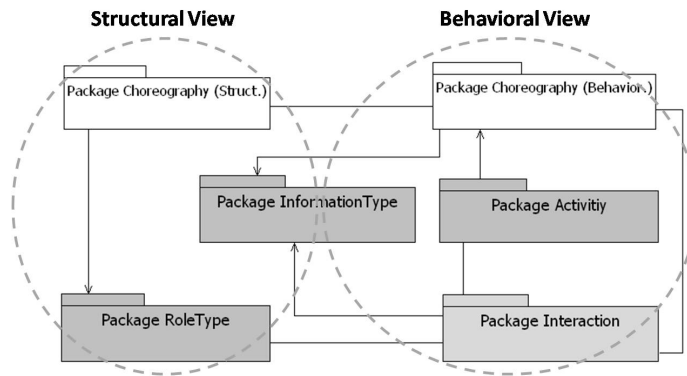 Structural View
Behavioral View
Package Choreography (Struct.)
Package Choreography (Behavior.)
Package InformationType
Package Activitiy
Package RoleType
Package Interaction